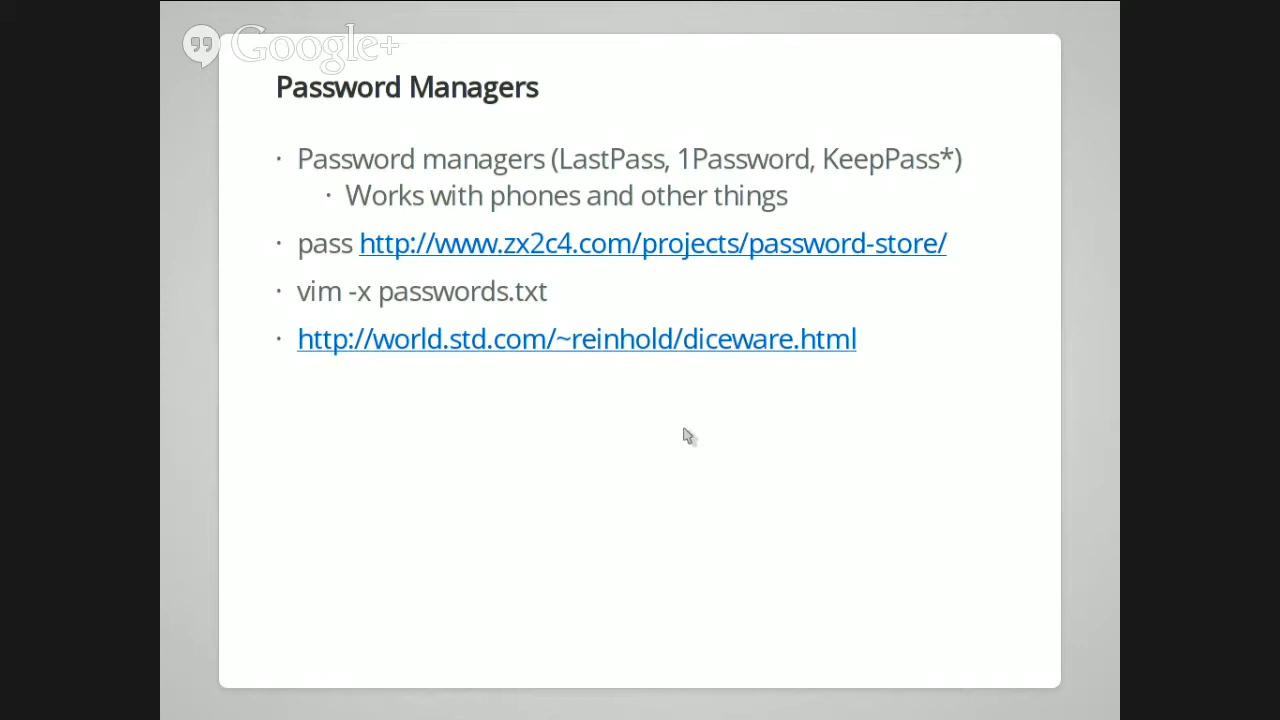 Google+
Password Managers
· Password managers (LastPass, 1Password, KeepPass*)
· Works with phones and other things
· pass http://www.zx2c4.com/projects/password-store/
· vim -x passwords.txt
· http://world.std.com/~reinhold/diceware.html